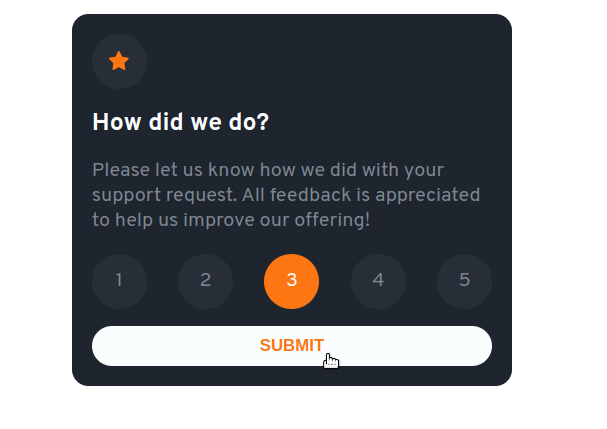 How did we do?
Please let us know how we did with your
support request. All feedback is appreciated
to help us improve our offering!
1 2 3 4 5
SUBMIT